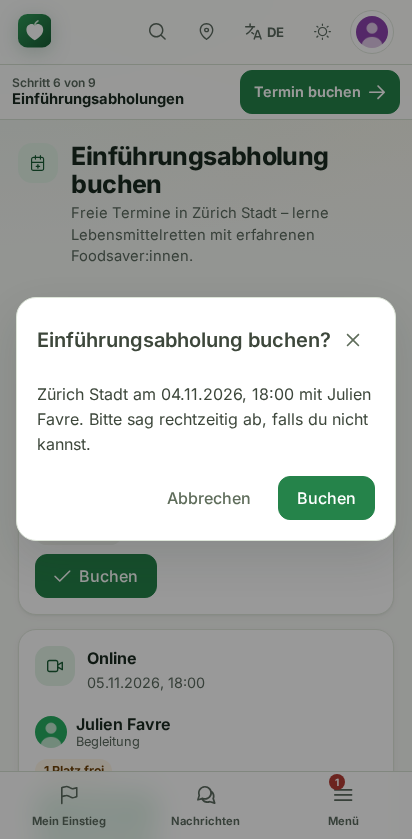 DE
Schritt 6 von 9
Einführungsabholungen
Termin buchen
Einführungsabholung
buchen
Freie Termine in Zürich Stadt – lerne
Lebensmittelretten mit erfahrenen
Foodsaver:innen.
Einführungsabholung buchen?
Zürich Stadt am 04.11.2026, 18:00 mit Julien
Favre. Bitte sag rechtzeitig ab, falls du nicht
kannst.
Abbrechen
Buchen
Buchen
Online
05.11.2026, 18:00
Julien Favre
Begleitung
1 Platz frei
1
Mein Einstieg
Nachrichten
Menü